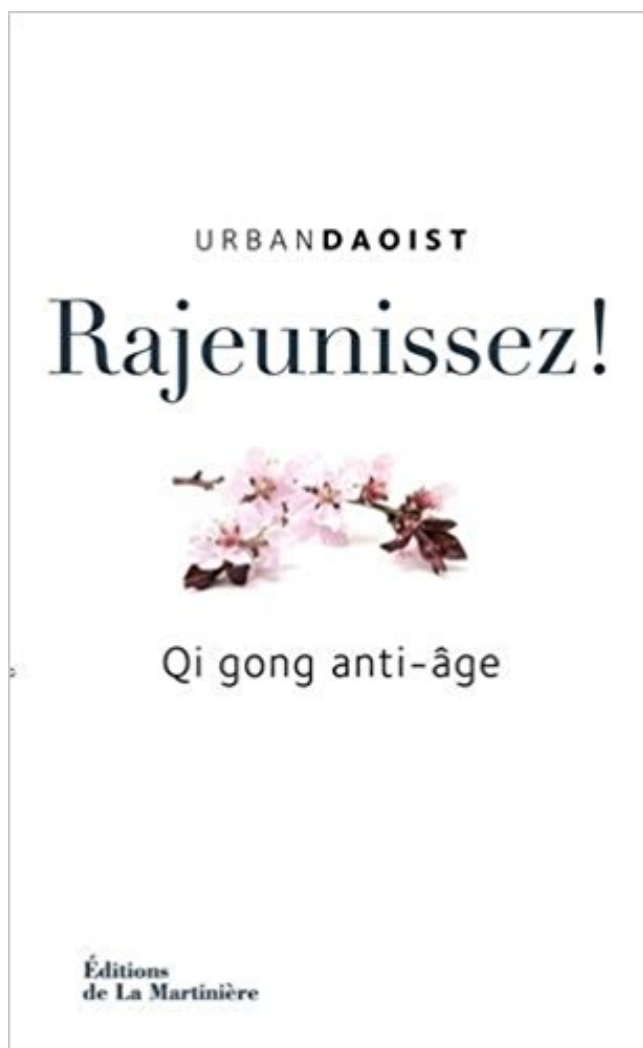 URBANDAOIST
Rajeunissez !
Qi gong anti-âge
Éditions
de La Martinière